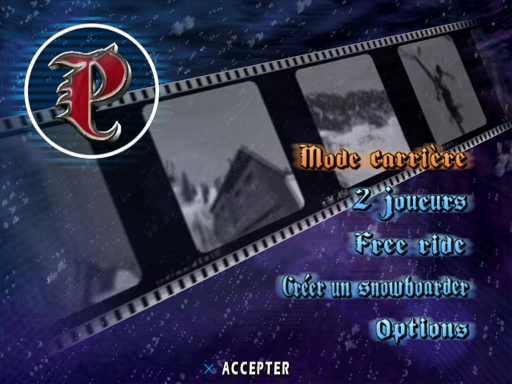 P
Mode carrière
2 joueurs
Free ride
Créer un snowboarder
Options
ACCEPTER